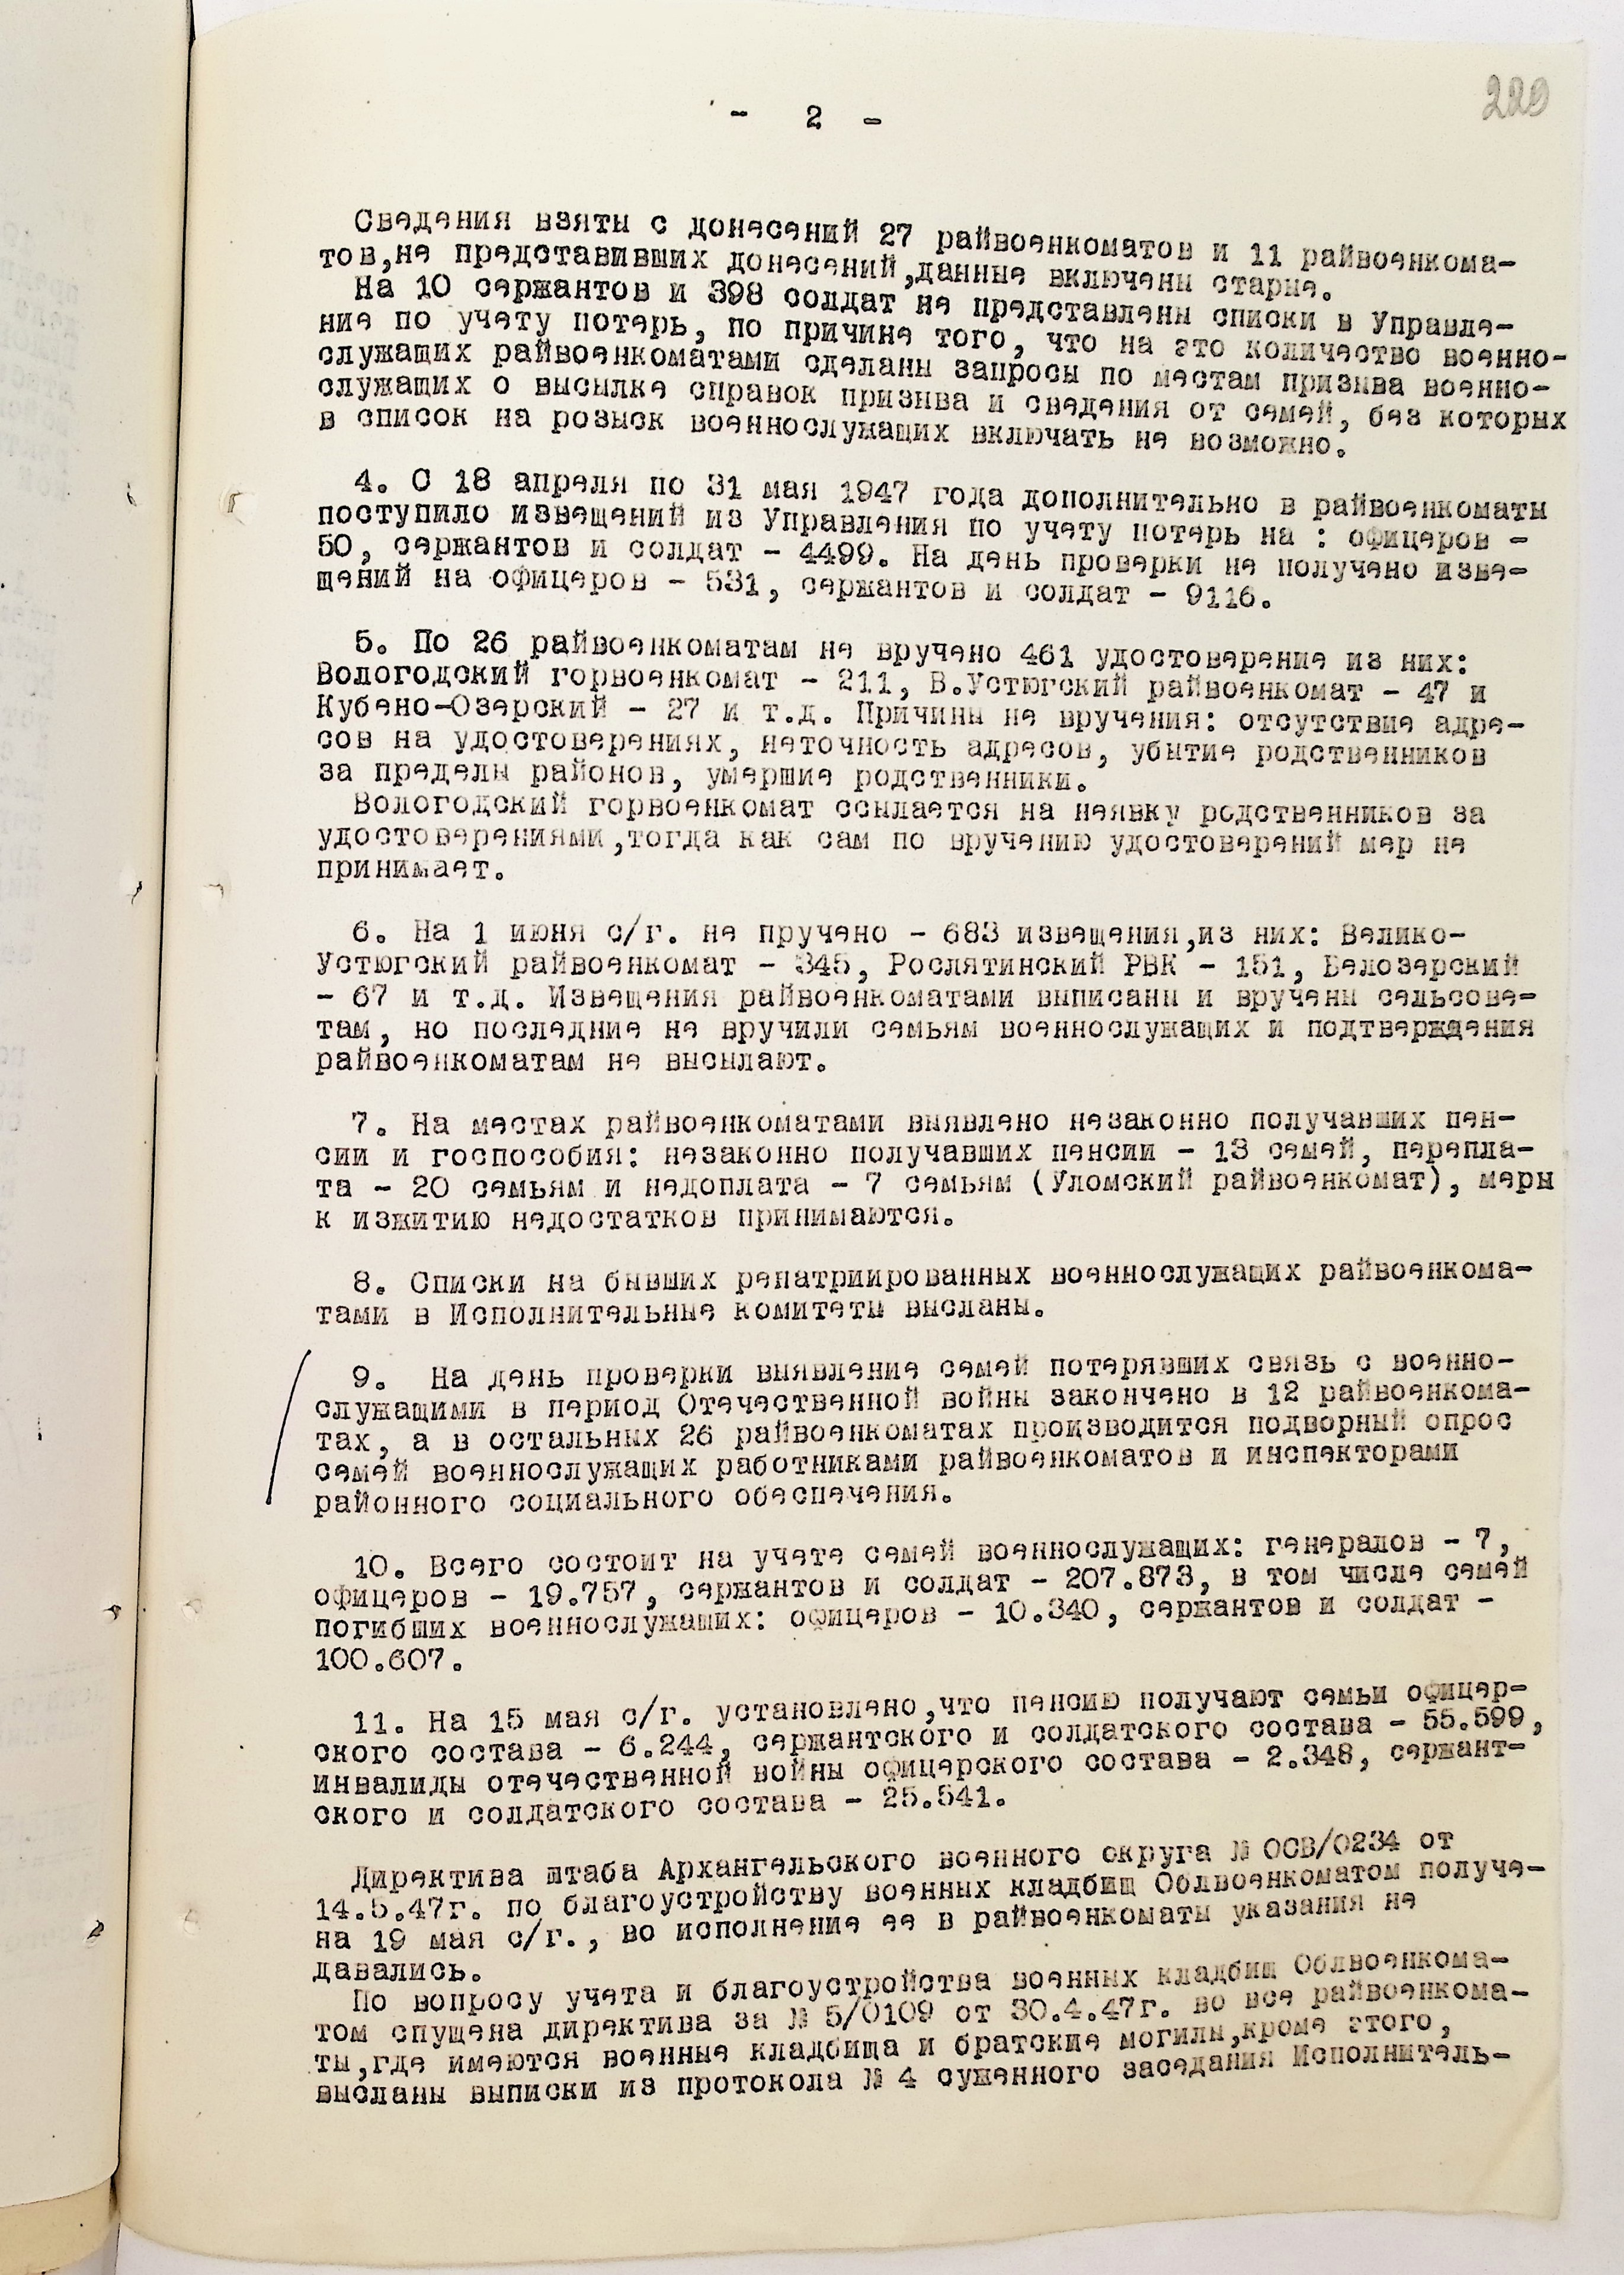 229
- 2 -
Сведения взяты с донесений 27 райвоенкоматов и 11 райвоенкома-
тов,не представивших донесений,данные включены старые.
На 10 сержантов и 398 солдат не представлены списки в Управле-
ние по учету потерь, по причине того, что на это количество военно-
служащих райвоенкоматами сделаны запросы по местам призыва военно-
служащих о высылке справок призыва и сведения от семей, без которых
в список на розыск военнослужащих включать не возможно.
4. С 18 апреля по 31 мая 1947 года дополнительно в райвоенкоматы
поступило извещений из Управления по учету потерь на : офицеров -
50, сержантов и солдат - 4499. На день проверки не получено изве-
щений на офицеров - 531, сержантов и солдат - 9116.
5. По 26 райвоенкоматам не вручено 461 удостоверение из них:
Вологодский горвоенкомат - 211, В.Устюгский райвоенкомат - 47 и
Кубено-Озерский - 27 и т.д. Причины не вручения: отсутствие адре-
сов на удостоверениях, неточность адресов, убытие родственников
за пределы районов, умершие родственники.
Вологодский горвоенкомат ссылается на неявку родственников за
удостоверениями,тогда как сам по вручению удостоверений мер не
принимает.
6. На 1 июня с/г. не пручено - 683 извещения,из них: Велико-
Устюгский райвоенкомат - 345, Рослятинский РВК - 151, Белозерский
- 67 и т.д. Извещения райвоенкоматами выписаны и вручены сельсове-
там, но последние не вручили семьям военнослужащих и подтверждения
райвоенкоматам не высылают.
7. На местах райвоенкоматами выявлено незаконно получавших пен-
сии и госпособия: незаконно получавших пенсии - 13 семей, перепла-
та - 20 семьям и недоплата - 7 семьям (Уломский райвоенкомат), меры
к изжитию недостатков принимаются.
8. Списки на бывших репатриированных военнослужащих райвоенкома-
тами в Исполнительные комитеты высланы.
9. На день проверки выявление семей потерявших связь с военно-
служащими в период Отечественной войны закончено в 12 райвоенкома-
тах, а в остальных 26 райвоенкоматах производится подворный опрос
семей военнослужащих работниками райвоенкоматов и инспекторами
районного социального обеспечения.
10. Всего состоит на учете семей военнослужащих: генералов - 7,
офицеров - 19.757, сержантов и солдат - 207.873, в том числе семей
погибших военнослужаших: офицеров - 10.340, сержантов и солдат -
100.607.
11. На 15 мая с/г. установлено,что пенсию получают семьи офицер-
ского состава - 6.244, сержантского и солдатского состава - 55.599,
инвалиды отечественной войны офицерского состава - 2.348, сержант-
ского и солдатского состава - 25.541.
Директива штаба Архангельского военного округа № ОСВ/0234 от
14.5.47г. по благоустройству военных кладбищ Облвоенкоматом получе-
на 19 мая с/г., во исполнение ее в райвоенкоматы указания не
давались.
По вопросу учета и благоустройства военных кладбищ Облвоенкома-
том спущена директива за № 5/0109 от 30.4.47г. во все райвоенкома-
ты,где имеются военные кладбища и братские могилы,кроме этого,
высланы выписки из протокола № 4 суженного заседания Исполнитель-